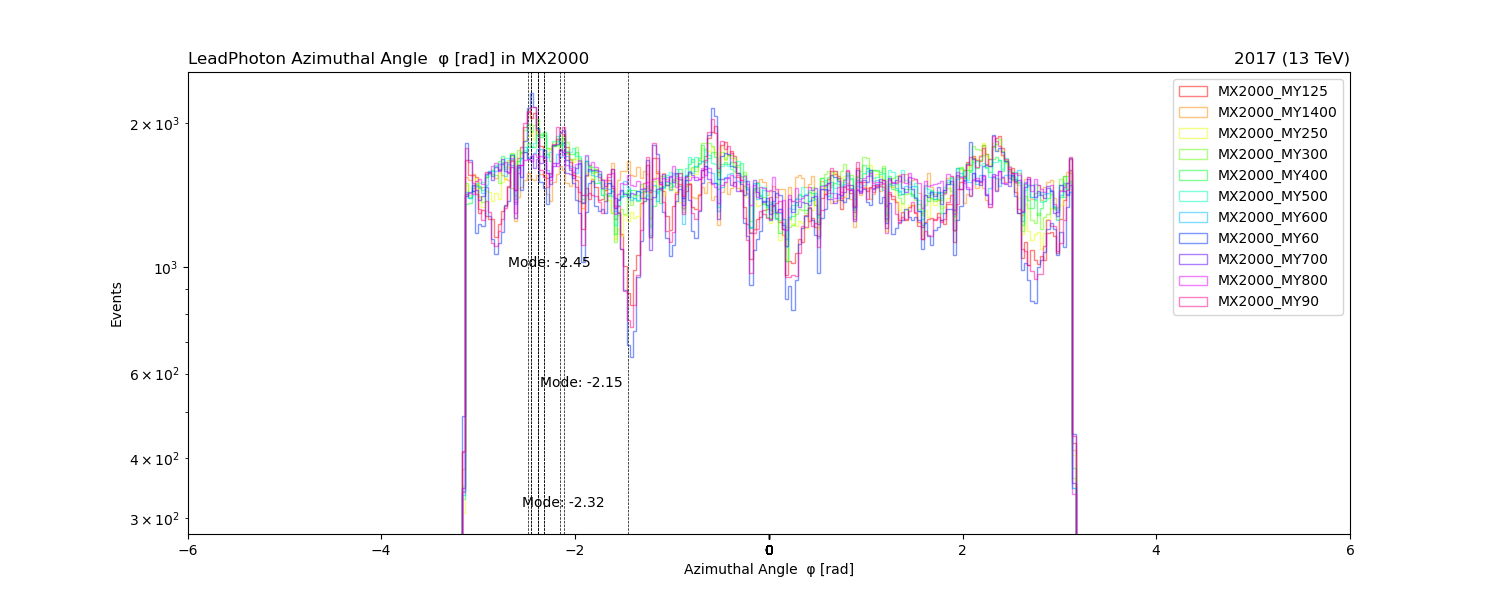 LeadPhoton Azimuthal Angle φ [rad] in MX2000
2017 (13 TeV)
MX2000_MY125
MX2000_MY1400
MX2000_MY250
MX2000_MY300
MX2000_MY400
MX2000_MY500
MX2000_MY600
MX2000_MY60
MX2000_MY700
MX2000_MY800
MX2000_MY90
2 × 10³
10³
6 × 10²
4 × 10²
3 × 10²
Events
Mode: -2.45
Mode: -2.15
Mode: -2.32
−6
−4
−2
0
2
4
6
Azimuthal Angle φ [rad]